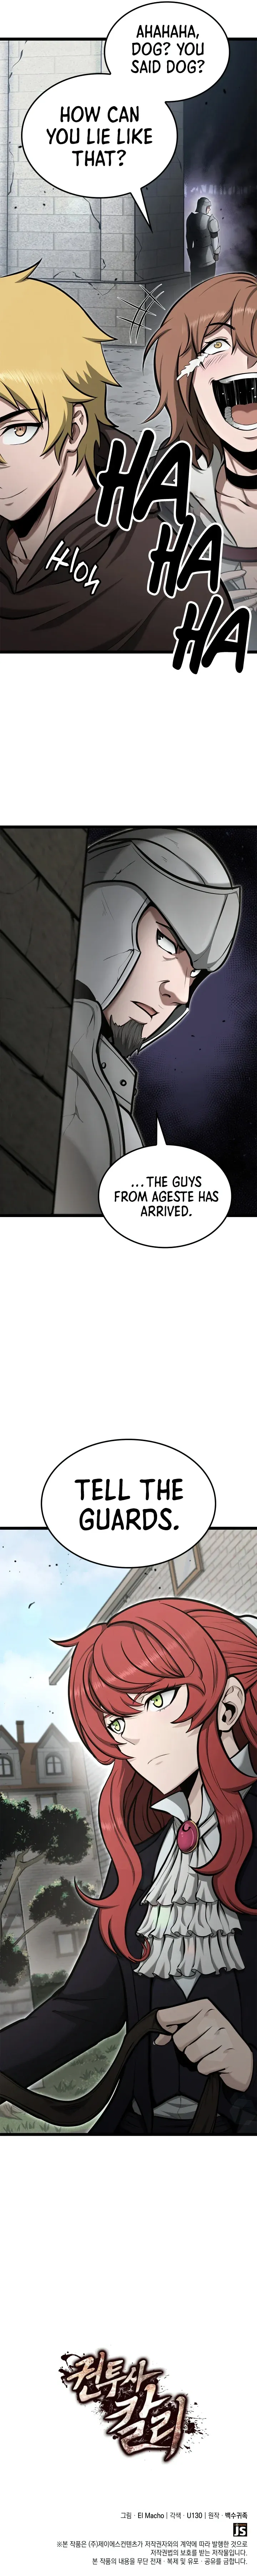 AHAHAHA,
DOG? YOU
SAID DOG?
HOW CAN
YOU LIE LIKE
THAT?
HA
HA
HA
...THE GUYS
FROM AGESTE HAS
ARRIVED.
TELL THE
GUARDS.
권투사
칼리
그림 · El Macho | 각색 · U130 | 원작 · 백수귀족
JS
※본 작품은 (주)제이에스컨텐츠가 저작권자와의 계약에 따라 발행한 것으로
저작권법의 보호를 받는 저작물입니다.
본 작품의 내용을 무단 전재 · 복제 및 유포 · 공유를 금합니다.